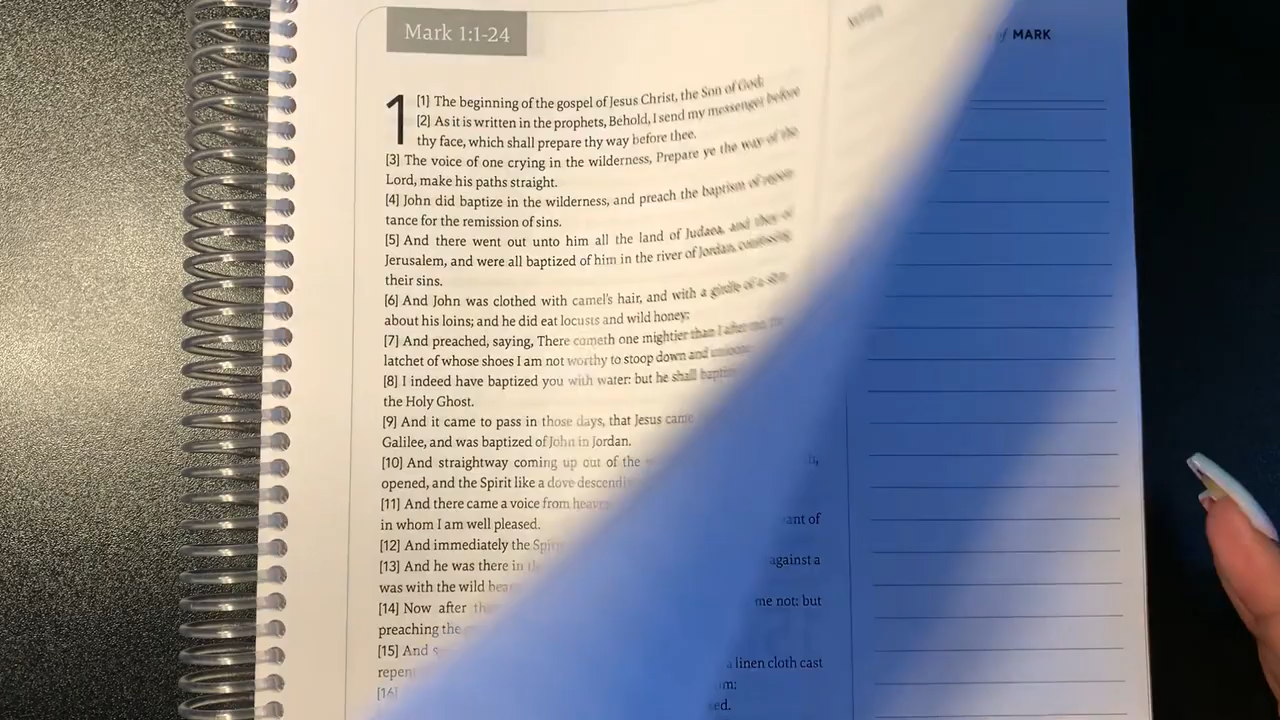 Mark 1:1-24
NOTES
of MARK
1 [1] The beginning of the gospel of Jesus Christ, the Son of God;
[2] As it is written in the prophets, Behold, I send my messenger before
thy face, which shall prepare thy way before thee.
[3] The voice of one crying in the wilderness, Prepare ye the way of the
Lord, make his paths straight.
[4] John did baptize in the wilderness, and preach the baptism of repen
tance for the remission of sins.
[5] And there went out unto him all the land of Judaea, and they of
Jerusalem, and were all baptized of him in the river of Jordan, confessing
their sins.
[6] And John was clothed with camel's hair, and with a girdle of a skin
about his loins; and he did eat locusts and wild honey;
[7] And preached, saying, There cometh one mightier than I after me, the
latchet of whose shoes I am not worthy to stoop down and unloose.
[8] I indeed have baptized you with water: but he shall baptize
the Holy Ghost.
[9] And it came to pass in those days, that Jesus came
Galilee, and was baptized of John in Jordan.
[10] And straightway coming up out of the
opened, and the Spirit like a dove descending
[11] And there came a voice from heaven,
in whom I am well pleased.
ant of
[12] And immediately the Spirit
[13] And he was there in
against a
was with the wild beasts
[14] Now after
me not: but
preaching the
[15] And
repent
a linen cloth cast
[16]
om:
ed.